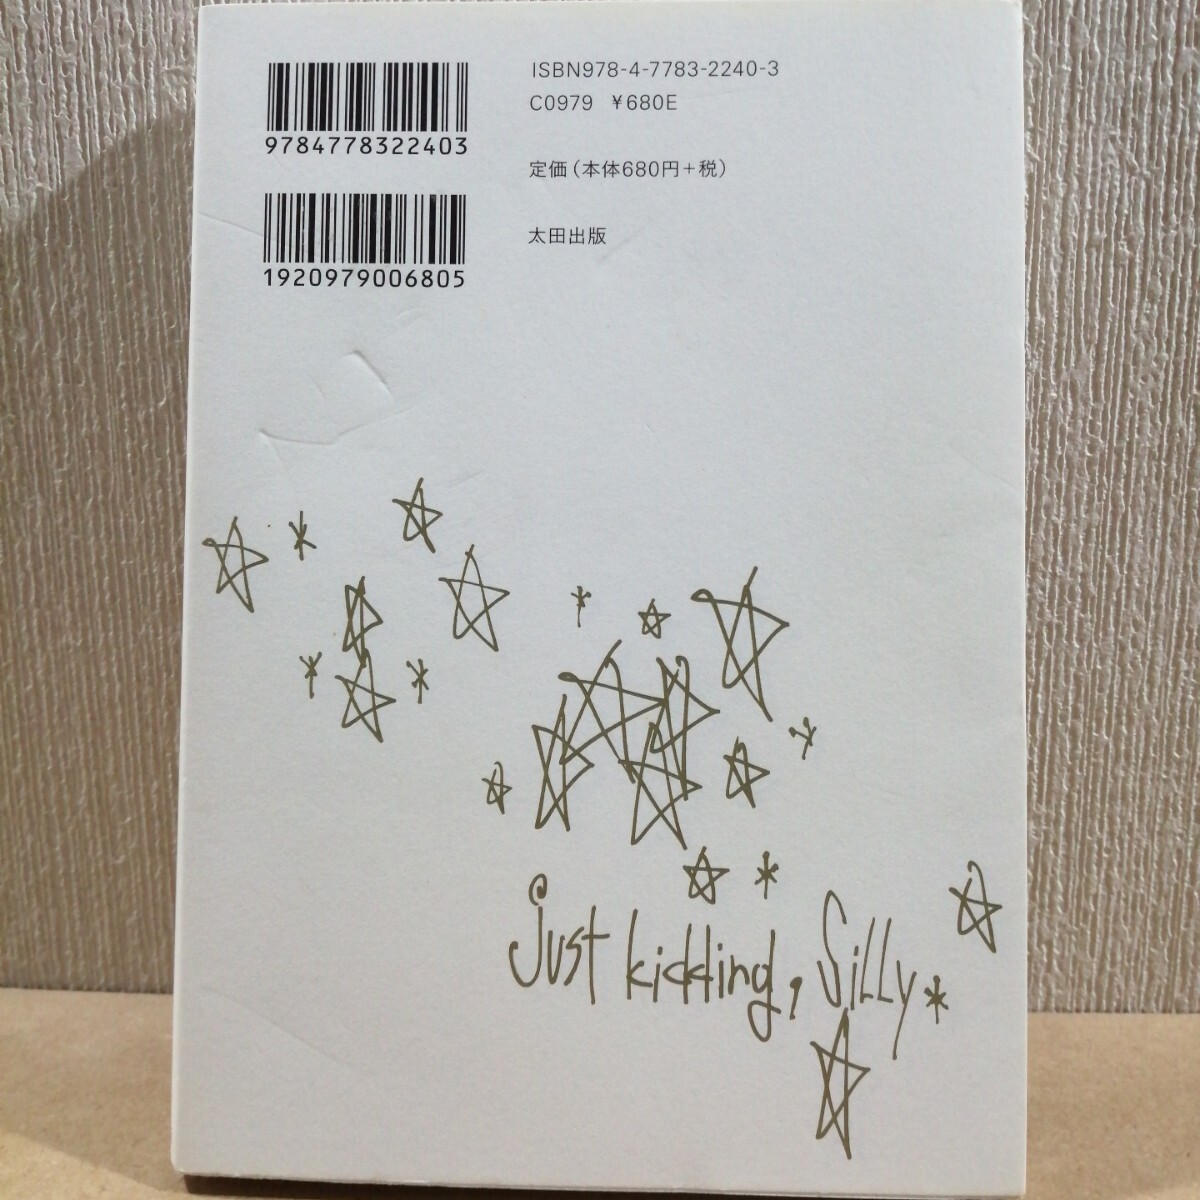 9784778322403
1920979006805
ISBN978-4-7783-2240-3
C0979 ¥680E
定価(本体680円+税)
太田出版
Just kidding, SiLLy*